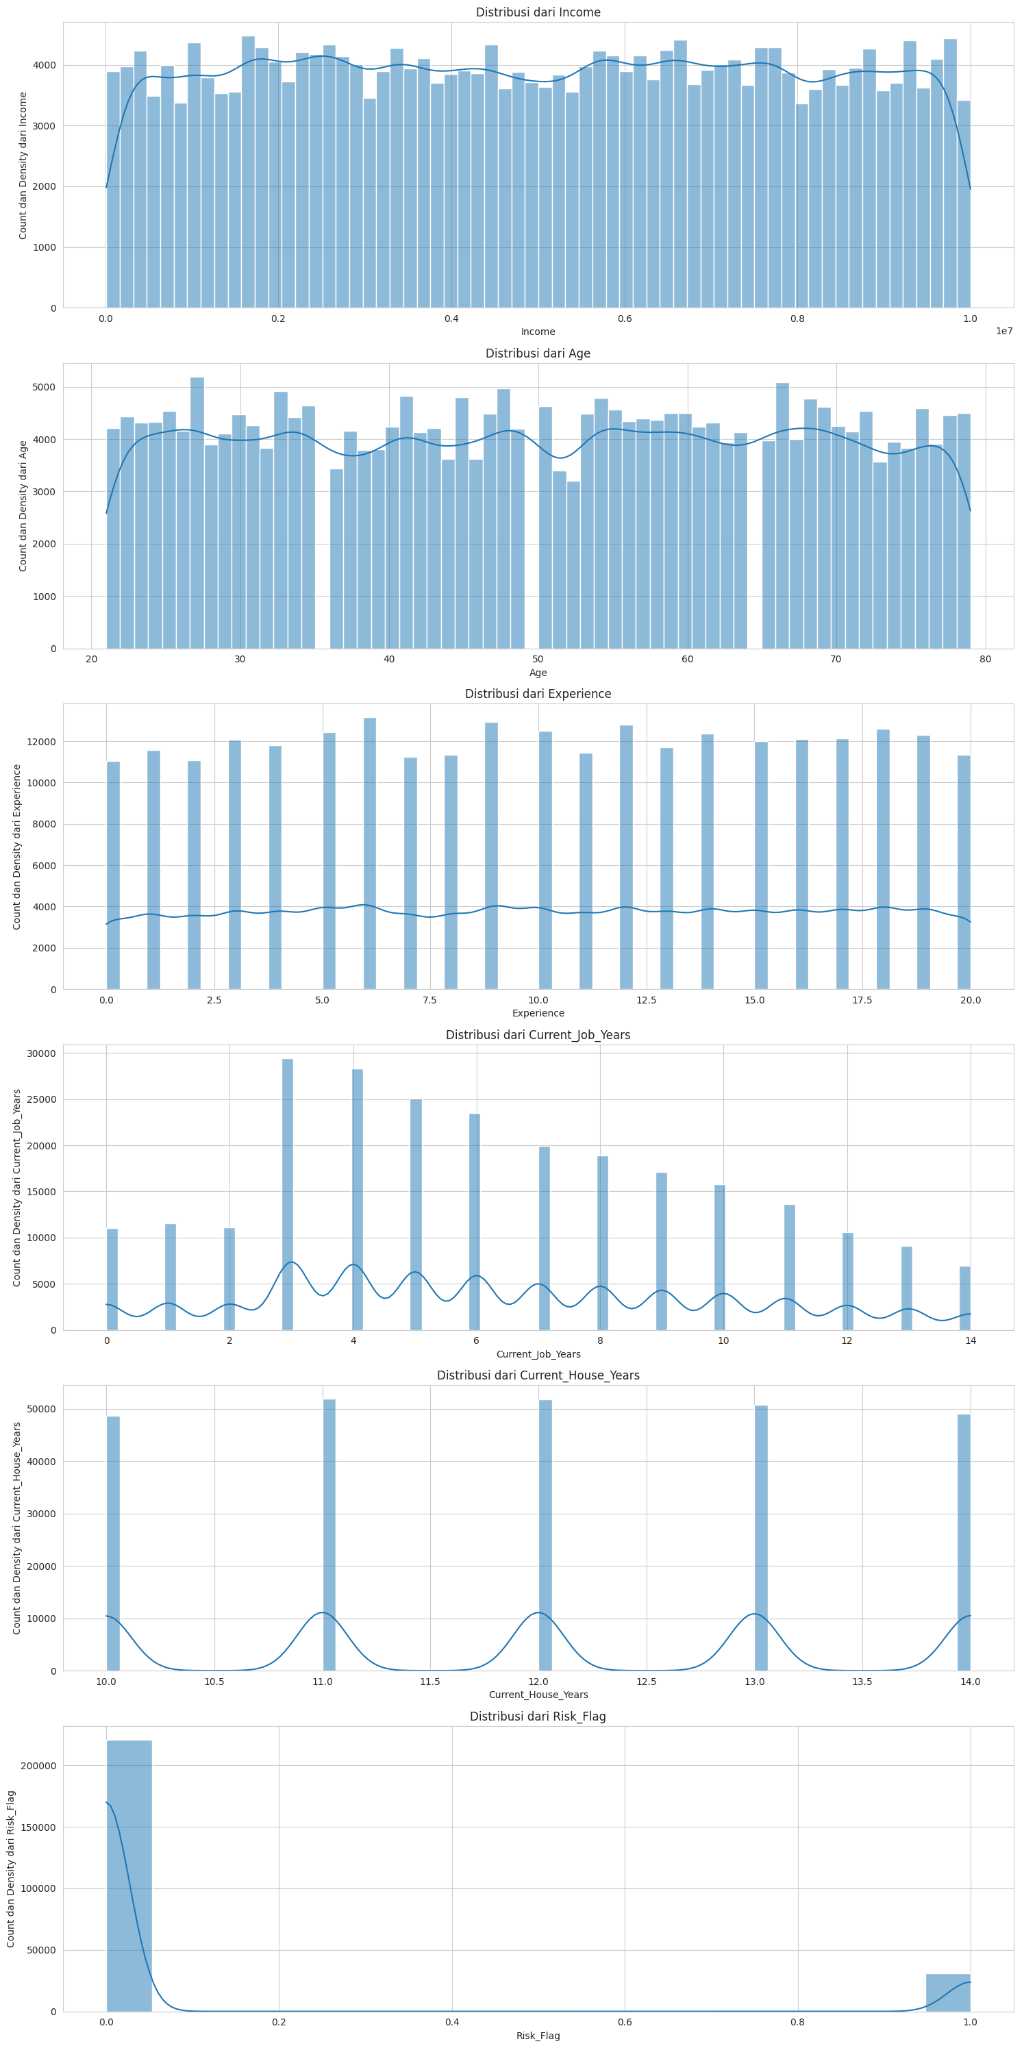 Distribusi dari Income
Count dan Density dari Income
4000
3000
2000
1000
0
0.0 0.2 0.4 0.6 0.8 1.0
1e7
Income
Distribusi dari Age
Count dan Density dari Age
5000
4000
3000
2000
1000
0
20 30 40 50 60 70 80
Age
Distribusi dari Experience
Count dan Density dari Experience
12000
10000
8000
6000
4000
2000
0
0.0 2.5 5.0 7.5 10.0 12.5 15.0 17.5 20.0
Experience
Distribusi dari Current_Job_Years
Count dan Density dari Current_Job_Years
30000
25000
20000
15000
10000
5000
0
0 2 4 6 8 10 12 14
Current_Job_Years
Distribusi dari Current_House_Years
Count dan Density dari Current_House_Years
50000
40000
30000
20000
10000
0
10.0 10.5 11.0 11.5 12.0 12.5 13.0 13.5 14.0
Current_House_Years
Distribusi dari Risk_Flag
Count dan Density dari Risk_Flag
200000
150000
100000
50000
0
0.0 0.2 0.4 0.6 0.8 1.0
Risk_Flag